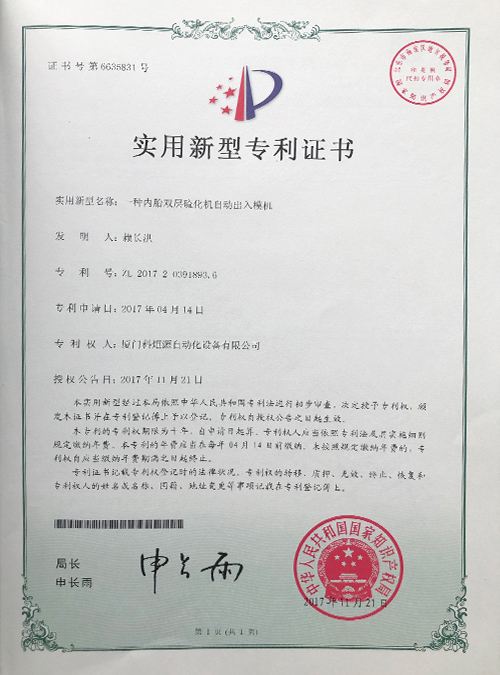 证书号第6635831号
实用新型专利证书
实用新型名称：一种内胎双层硫化机自动出入模机
发明人：赖长洪
专利号：ZL 2017 2 0391893.6
专利申请日：2017年04月14日
专利权人：厦门科炬源自动化设备有限公司
授权公告日：2017年11月21日
本实用新型经过本局依照中华人民共和国专利法进行初步审查，决定授予专利权，颁
发本证书并在专利登记簿上予以登记。专利权自授权公告之日起生效。
本专利的专利权期限为十年，自申请日起算。专利权人应当依照专利法及其实施细则
规定缴纳年费。本专利的年费应当在每年04月14日前缴纳。未按照规定缴纳年费的，专
利权自应当缴纳年费期满之日起终止。
专利证书记载专利权登记时的法律状况。专利权的转移、质押、无效、终止、恢复和
专利权人的姓名或名称、国籍、地址变更等事项记载在专利登记簿上。
局长
申长雨
申长雨
中华人民共和国国家知识产权局
2017年11月21日
第1页（共1页）